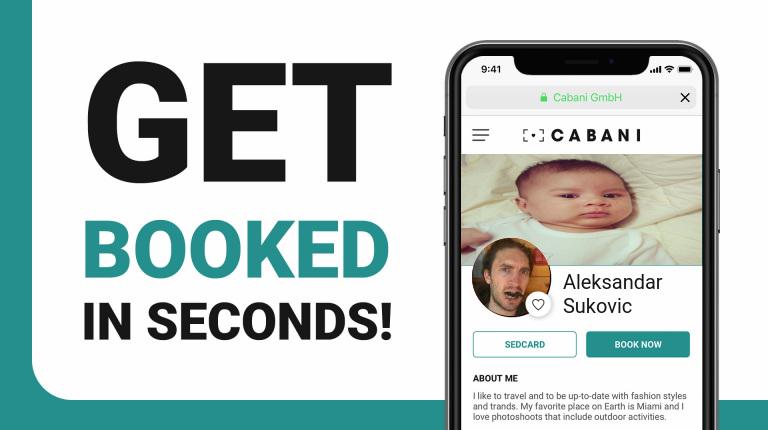 GET
BOOKED
IN SECONDS!
9:41
Cabani GmbH
CABANI
Aleksandar
Sukovic
SEDCARD
BOOK NOW
ABOUT ME
I like to travel and to be up-to-date with fashion styles
and trands. My favorite place on Earth is Miami and I
love photoshoots that include outdoor activities.